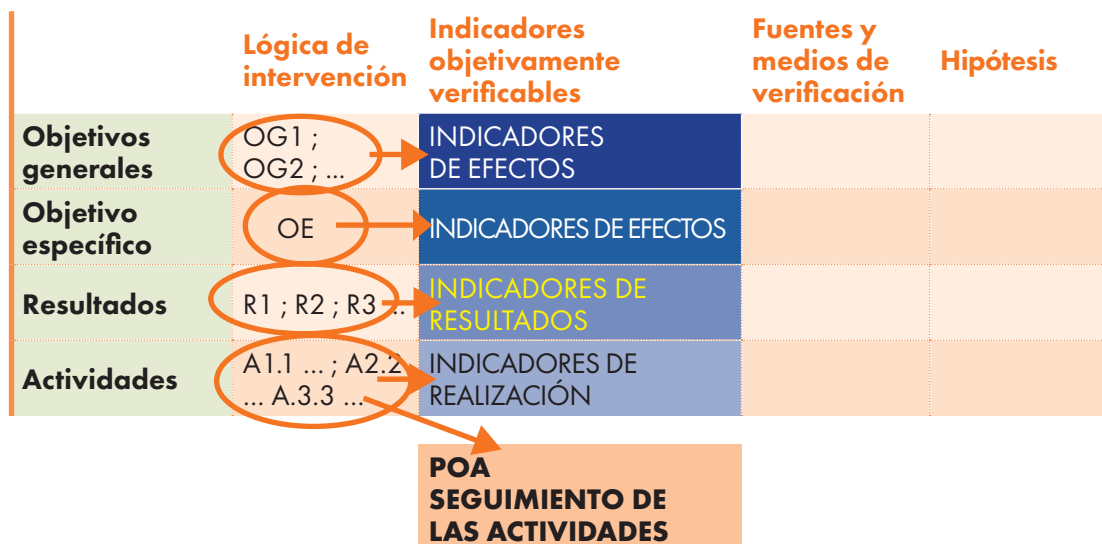 Lógica de
intervención
Indicadores
objetivamente
verificables
Fuentes y
medios de
verificación
Hipótesis
Objetivos
generales
OG1 ;
OG2 ; ...
INDICADORES
DE EFECTOS
Objetivo
específico
OE
INDICADORES DE EFECTOS
Resultados
R1 ; R2 ; R3 ..
INDICADORES DE
RESULTADOS
Actividades
A1.1 ... ; A2.2
... A.3.3 ...
INDICADORES DE
REALIZACIÓN
POA
SEGUIMIENTO DE
LAS ACTIVIDADES